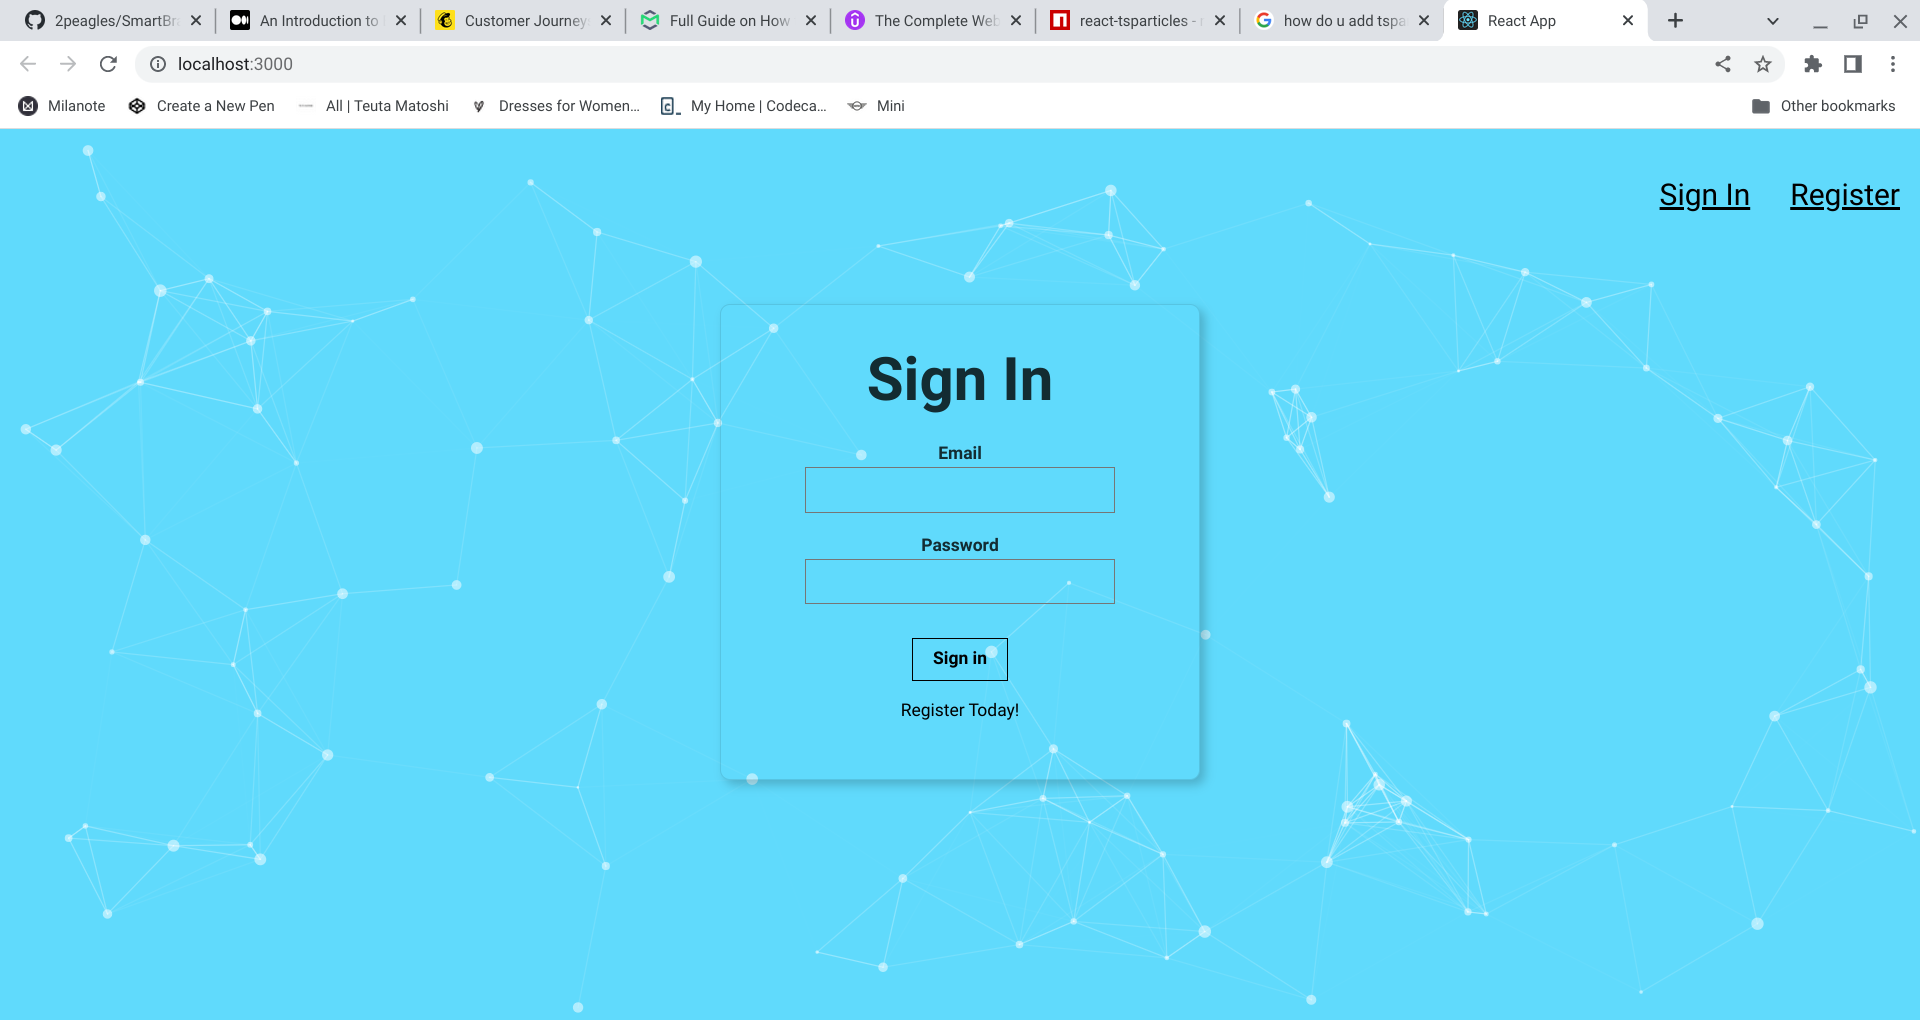 2peagles/SmartBra
An Introduction to
Customer Journey
Full Guide on How
The Complete Web
react-tsparticles -
how do u add tspa
React App
localhost:3000
Milanote
Create a New Pen
All | Teuta Matoshi
Dresses for Women...
My Home | Codeca...
Mini
Other bookmarks
Sign In
Register
Sign In
Email
Password
Sign in
Register Today!